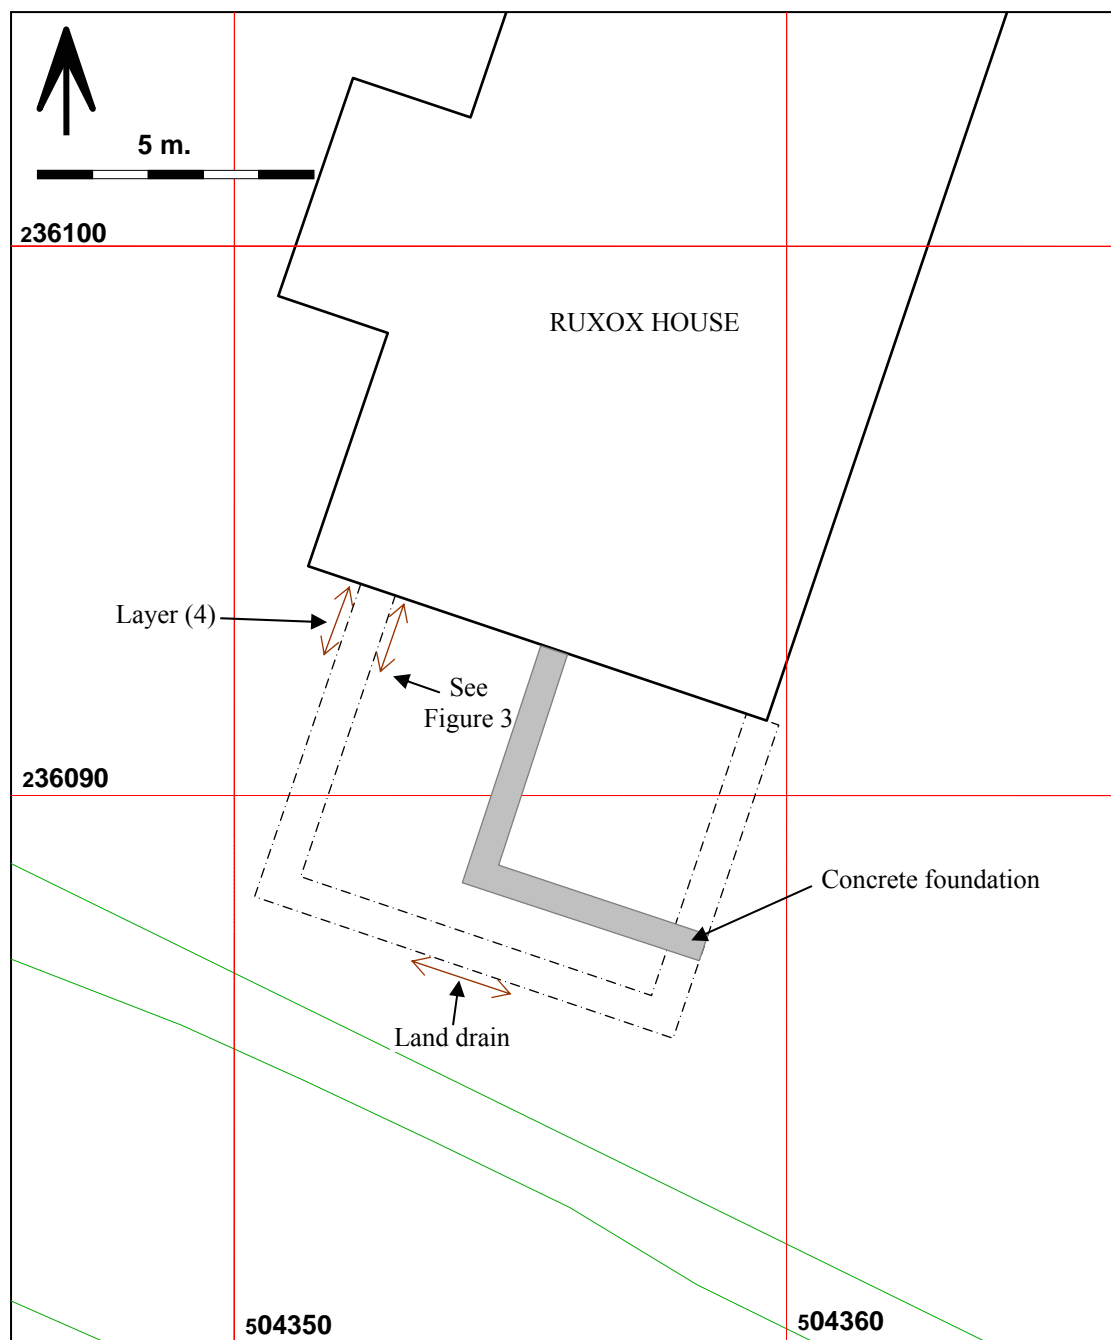 5 m.
236100
RUXOX HOUSE
Layer (4)
See
Figure 3
236090
Concrete foundation
Land drain
504350
504360